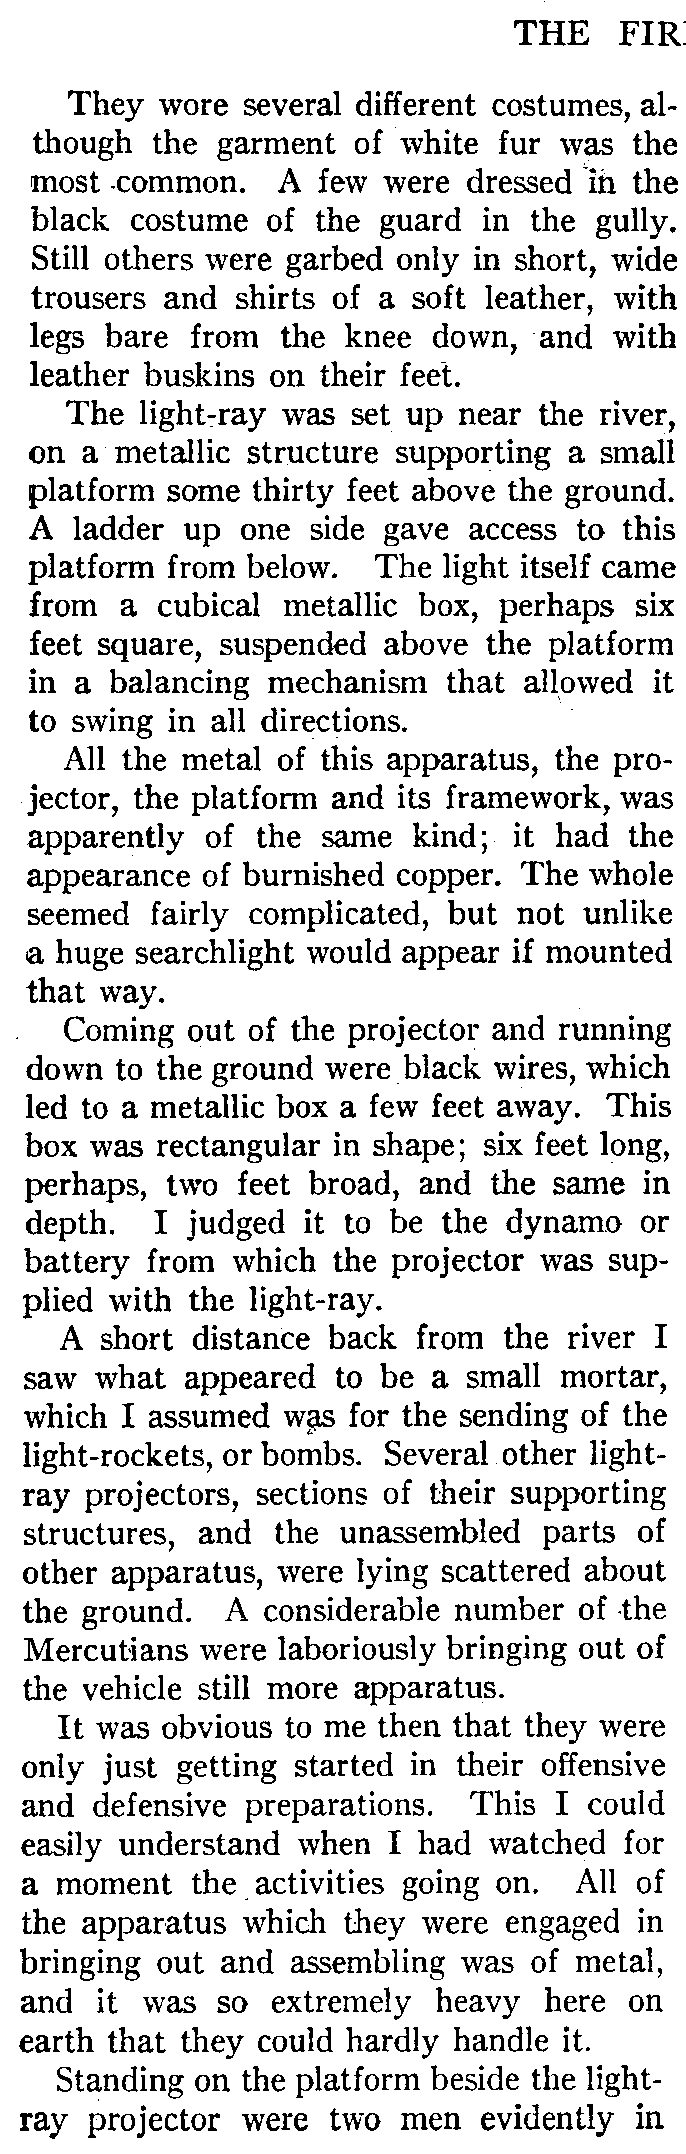 THE FIR
They wore several different costumes, al-
though the garment of white fur was the
most common. A few were dressed in the
black costume of the guard in the gully.
Still others were garbed only in short, wide
trousers and shirts of a soft leather, with
legs bare from the knee down, and with
leather buskins on their feet.
The light-ray was set up near the river,
on a metallic structure supporting a small
platform some thirty feet above the ground.
A ladder up one side gave access to this
platform from below. The light itself came
from a cubical metallic box, perhaps six
feet square, suspended above the platform
in a balancing mechanism that allowed it
to swing in all directions.
All the metal of this apparatus, the pro-
jector, the platform and its framework, was
apparently of the same kind; it had the
appearance of burnished copper. The whole
seemed fairly complicated, but not unlike
a huge searchlight would appear if mounted
that way.
Coming out of the projector and running
down to the ground were black wires, which
led to a metallic box a few feet away. This
box was rectangular in shape; six feet long,
perhaps, two feet broad, and the same in
depth. I judged it to be the dynamo or
battery from which the projector was sup-
plied with the light-ray.
A short distance back from the river I
saw what appeared to be a small mortar,
which I assumed was for the sending of the
light-rockets, or bombs. Several other light-
ray projectors, sections of their supporting
structures, and the unassembled parts of
other apparatus, were lying scattered about
the ground. A considerable number of the
Mercutians were laboriously bringing out of
the vehicle still more apparatus.
It was obvious to me then that they were
only just getting started in their offensive
and defensive preparations. This I could
easily understand when I had watched for
a moment the activities going on. All of
the apparatus which they were engaged in
bringing out and assembling was of metal,
and it was so extremely heavy here on
earth that they could hardly handle it.
Standing on the platform beside the light-
ray projector were two men evidently in